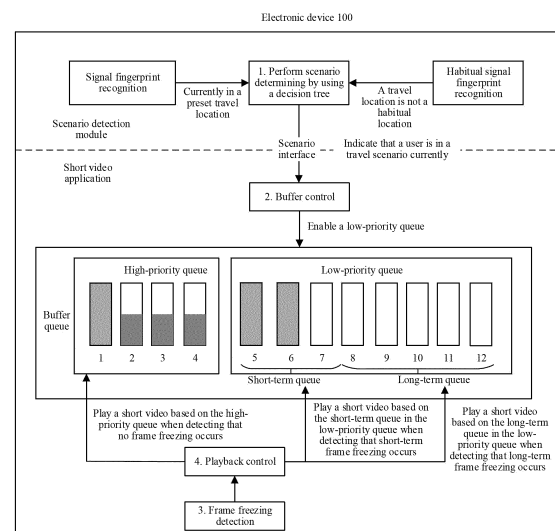 Electronic device 100
Signal fingerprint
recognition
Currently in a
preset travel
location
1. Perform scenario
determining by using
a decision tree
A travel
location is not a
habitual
location
Habitual signal
fingerprint
recognition
Scenario detection
module
Scenario
interface
Indicate that a user is in a
travel scenario currently
Short video
application
2. Buffer control
Enable a low-priority queue
High-priority queue
Low-priority queue
Buffer
queue
1 2 3 4 5 6 7 8 9 10 11 12
Short-term queue
Long-term queue
Play a short video based on the high-
priority queue when detecting that
no frame freezing occurs
Play a short video based on
the short-term queue in the
low-priority queue when
detecting that short-term
frame freezing occurs
Play a short video
based on the long-term
queue in the low-
priority queue when
detecting that long-term
frame freezing occurs
4. Playback control
3. Frame freezing
detection